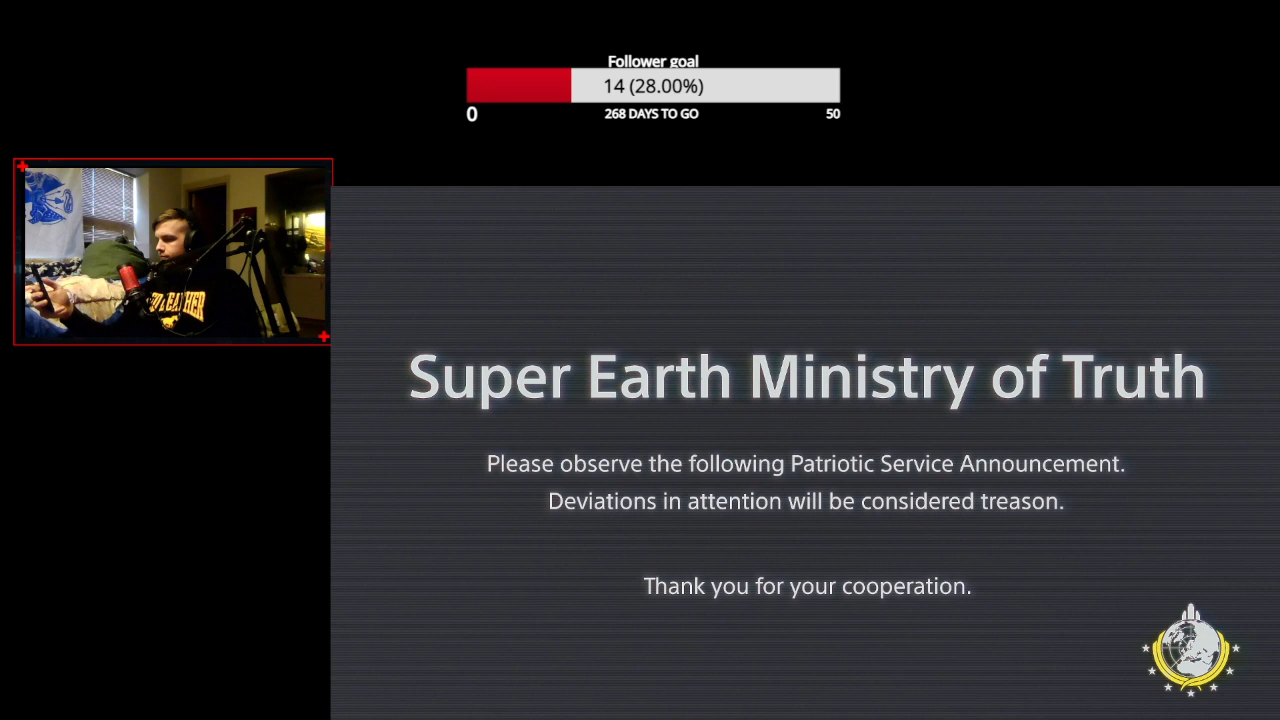 Follower goal
14 (28.00%)
0
268 DAYS TO GO
50
Super Earth Ministry of Truth
Please observe the following Patriotic Service Announcement.
Deviations in attention will be considered treason.
Thank you for your cooperation.